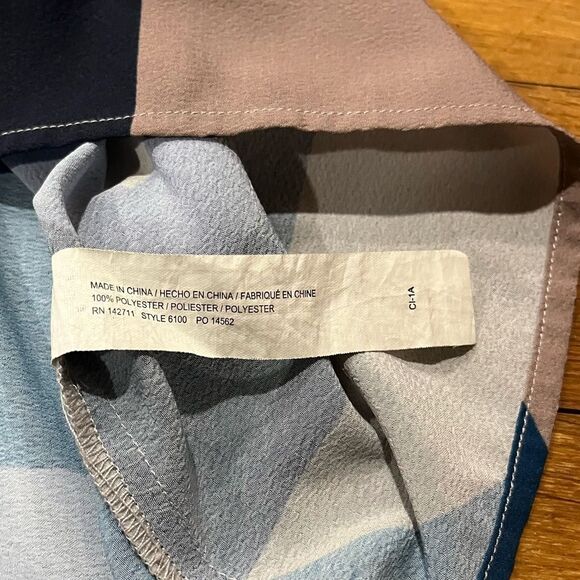 MADE IN CHINA / HECHO EN CHINA / FABRIQUÉ EN CHINE
100% POLYESTER / POLIESTER / POLYESTER
RN 142711 STYLE 6100 PO 14562
CI-1A